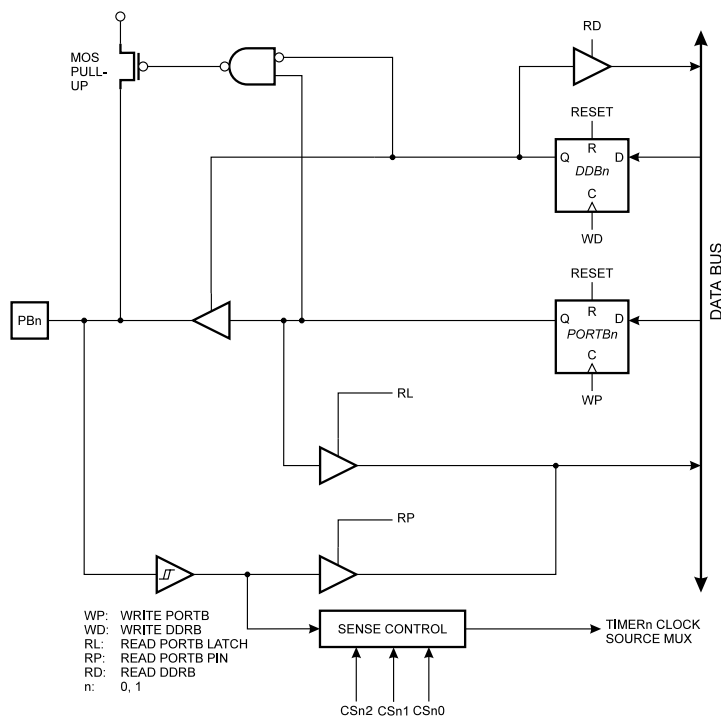 RD
MOS
PULL-
UP
RESET
R
Q
D
DDBn
C
WD
DATA BUS
RESET
PBn
R
Q
D
PORTBn
C
WP
RL
RP
WP: WRITE PORTB
WD: WRITE DDRB
RL: READ PORTB LATCH
RP: READ PORTB PIN
RD: READ DDRB
n: 0, 1
SENSE CONTROL
TIMERn CLOCK
SOURCE MUX
CSn2 CSn1 CSn0